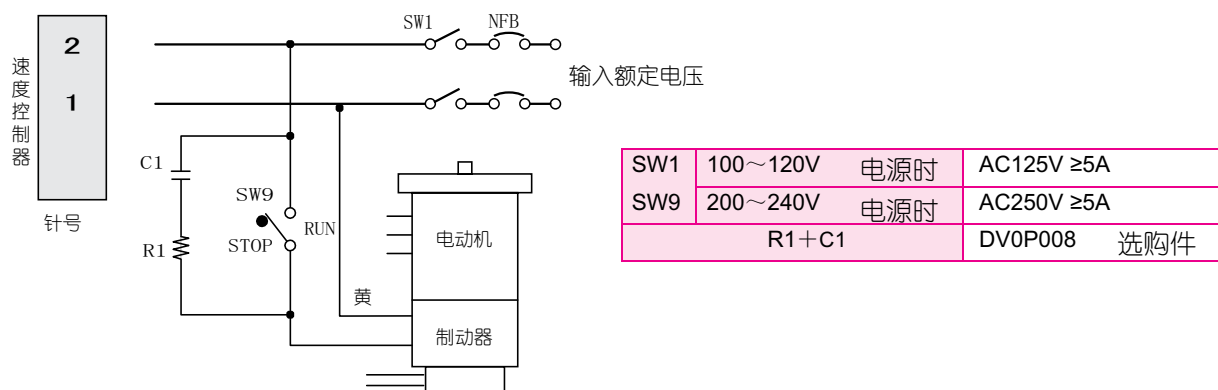 速度控制器
2
1
针号
SW1
NFB
输入额定电压
C1
R1
SW9
STOP
RUN
黄
电动机
制动器
SW1 100～120V 电源时 AC125V ≥5A
SW9 200～240V 电源时 AC250V ≥5A
R1＋C1 DV0P008 选购件